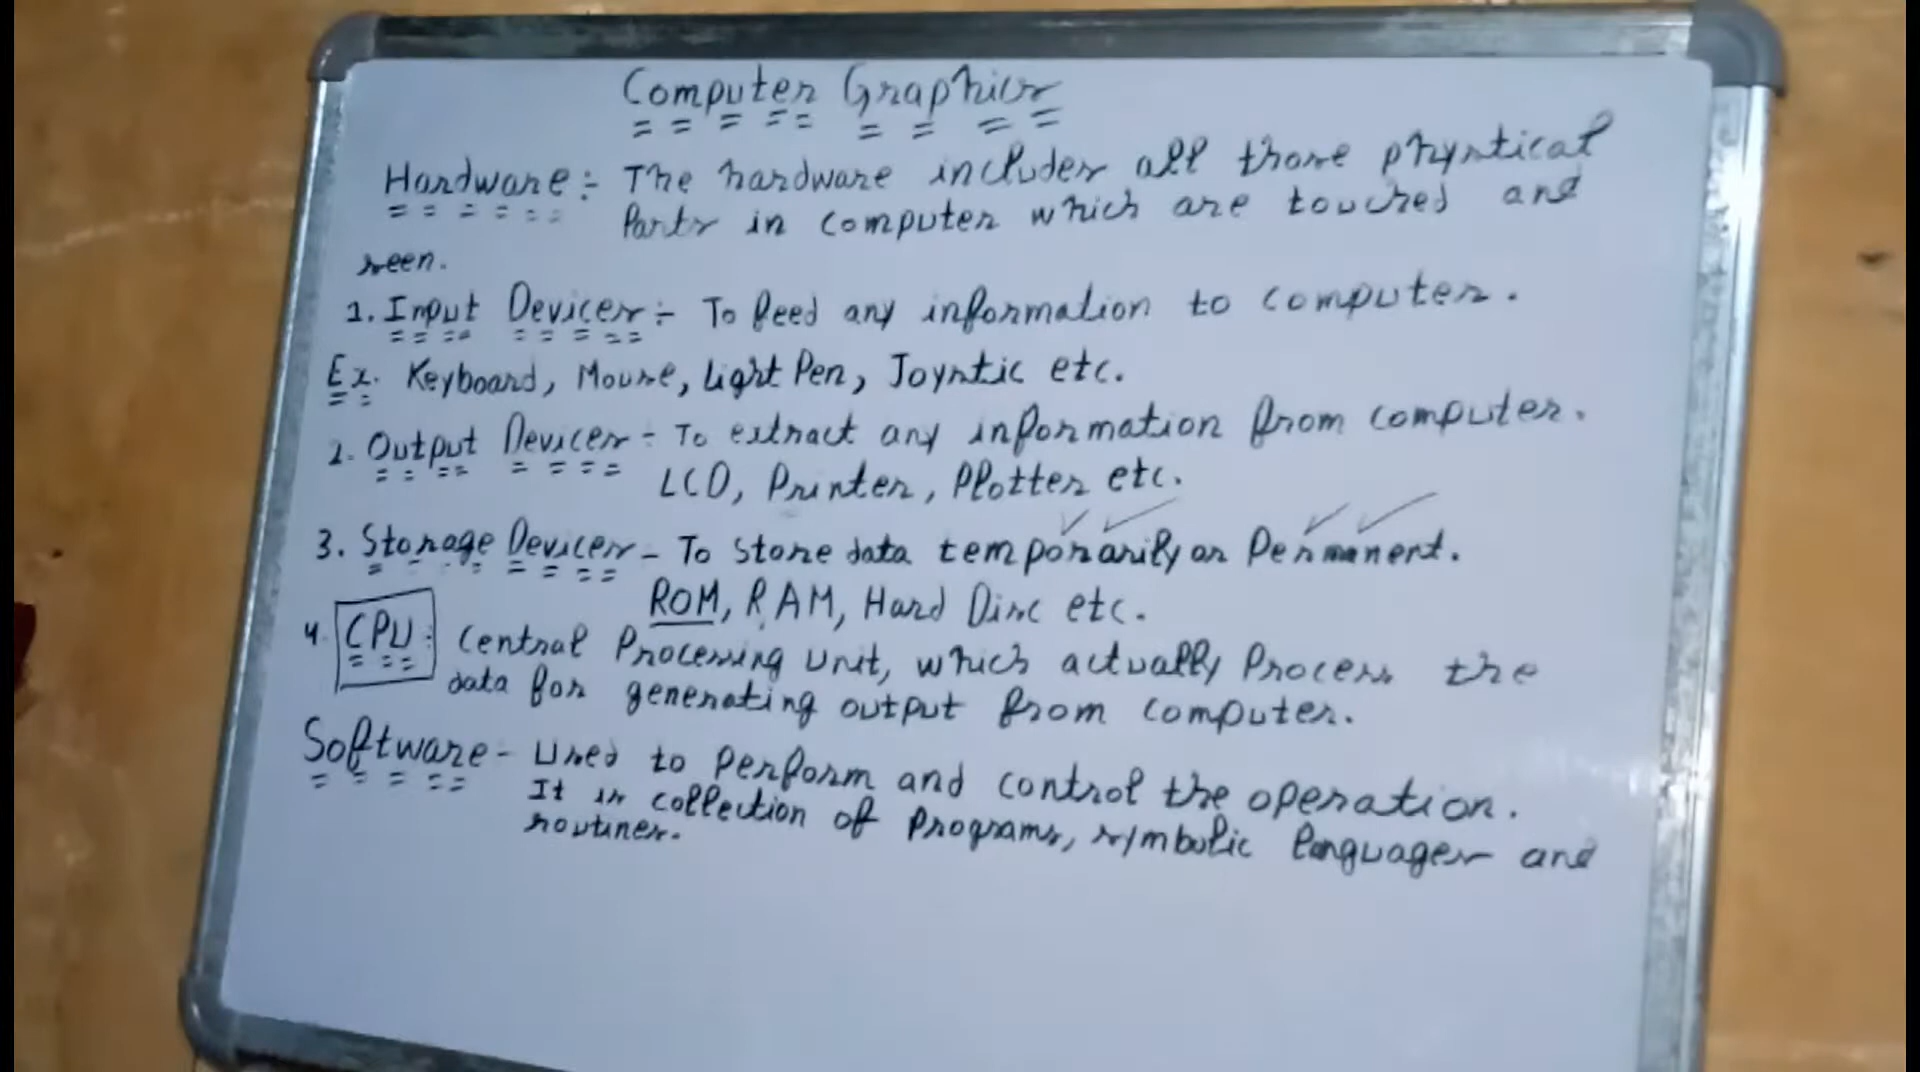 Computer Graphics
Hardware :- The hardware includes all those phystical
Parts in computer which are touched and
seen.
1. Input Devices :- To feed any information to computer.
Ex. Keyboard, Mouse, Light Pen, Joystic etc.
2. Output Devices - To extract any information from computer.
LCD, Printer, Plotter etc.
3. Storage Devices - To Store data temporarily or Permanent.
ROM, RAM, Hard Disc etc.
4. CPU : Central Processing Unit, which actually Process the
data for generating output from computer.
Software - Used to Perform and control the operation.
It is collection of Programs, symbolic languages and
routines.